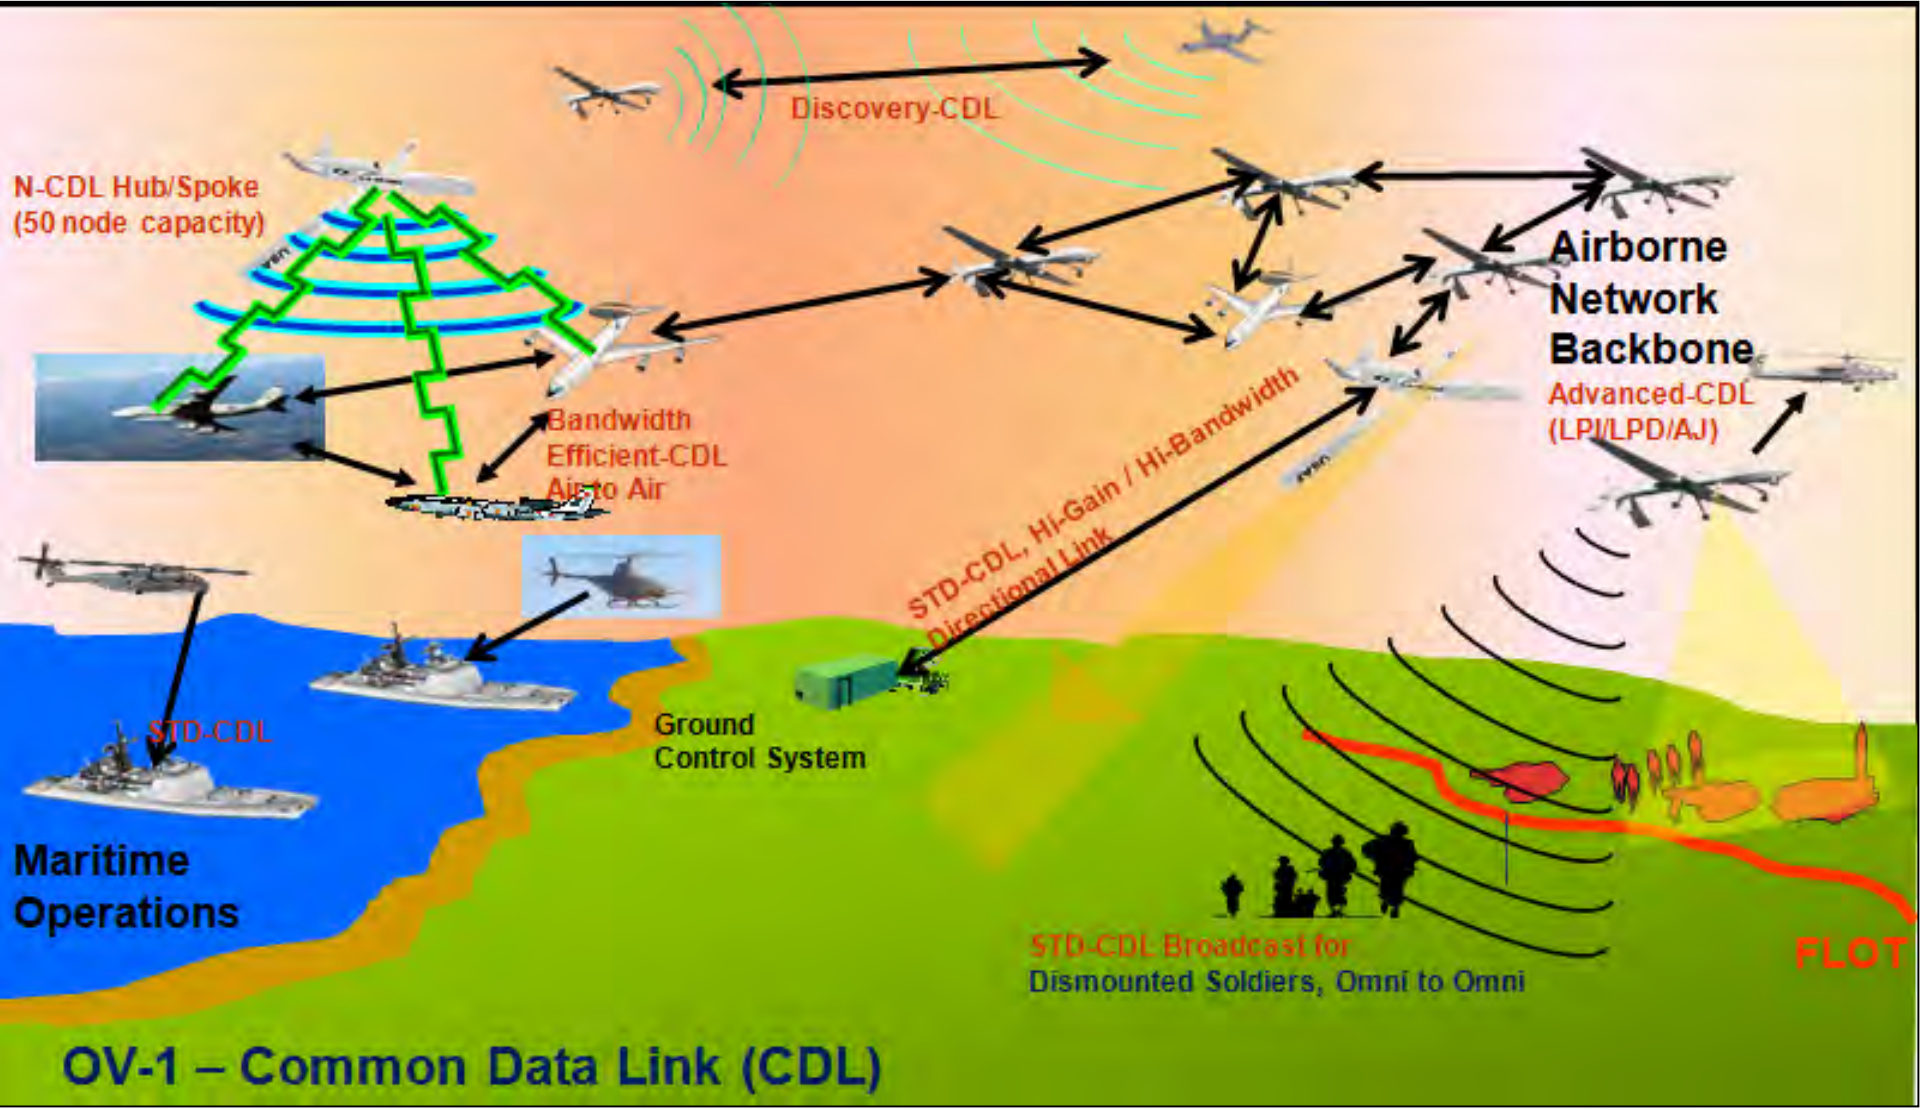 Discovery-CDL
N-CDL Hub/Spoke
(50 node capacity)
Airborne
Network
Backbone
Advanced-CDL
(LPI/LPD/AJ)
Bandwidth
Efficient-CDL
Air to Air
STD-CDL, Hi-Gain / Hi-Bandwidth
Directional Link
USAF
STD-CDL
Ground
Control System
Maritime
Operations
STD-CDL Broadcast for
Dismounted Soldiers, Omni to Omni
FLOT
OV-1 – Common Data Link (CDL)